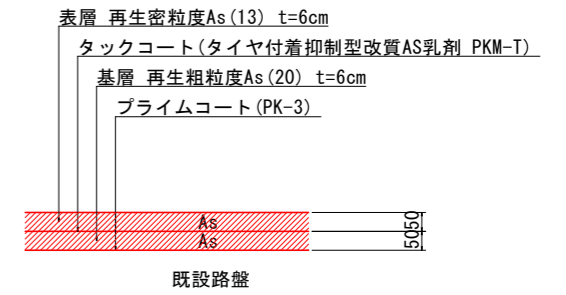 表層 再生密粒度As(13) t=6cm
タックコート(タイヤ付着抑制型改質AS乳剤 PKM-T)
基層 再生粗粒度As(20) t=6cm
プライムコート(PK-3)
As
50
As
50
既設路盤